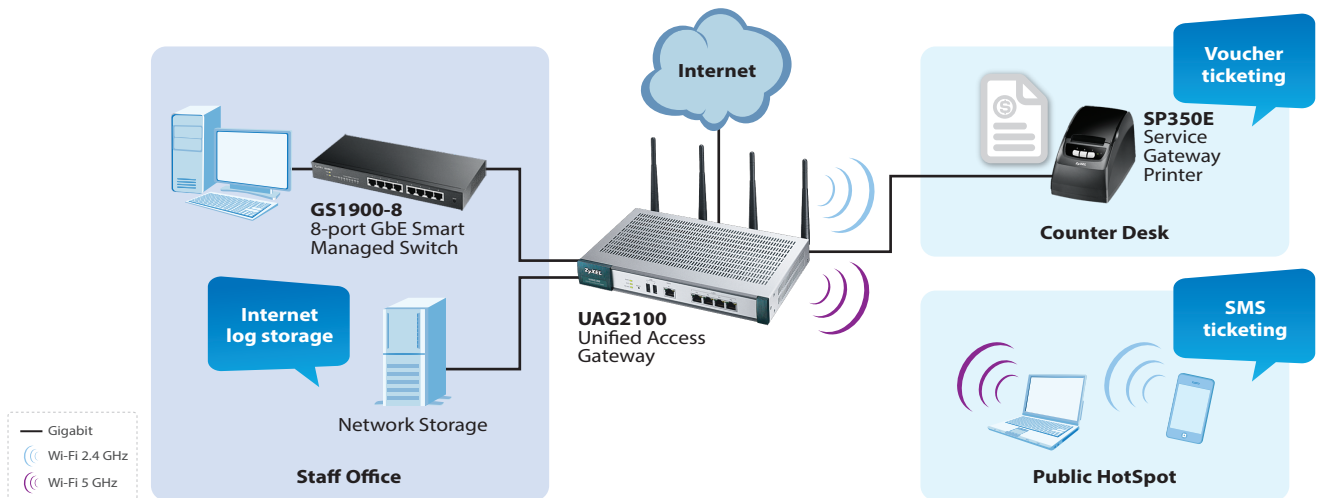 Internet
Voucher
ticketing
SP350E
Service
Gateway
Printer
Counter Desk
GS1900-8
8-port GbE Smart
Managed Switch
ZyXEL
UAG2100
Unified Access
Gateway
Internet
log storage
Network Storage
Staff Office
SMS
ticketing
Public HotSpot
Gigabit
Wi-Fi 2.4 GHz
Wi-Fi 5 GHz